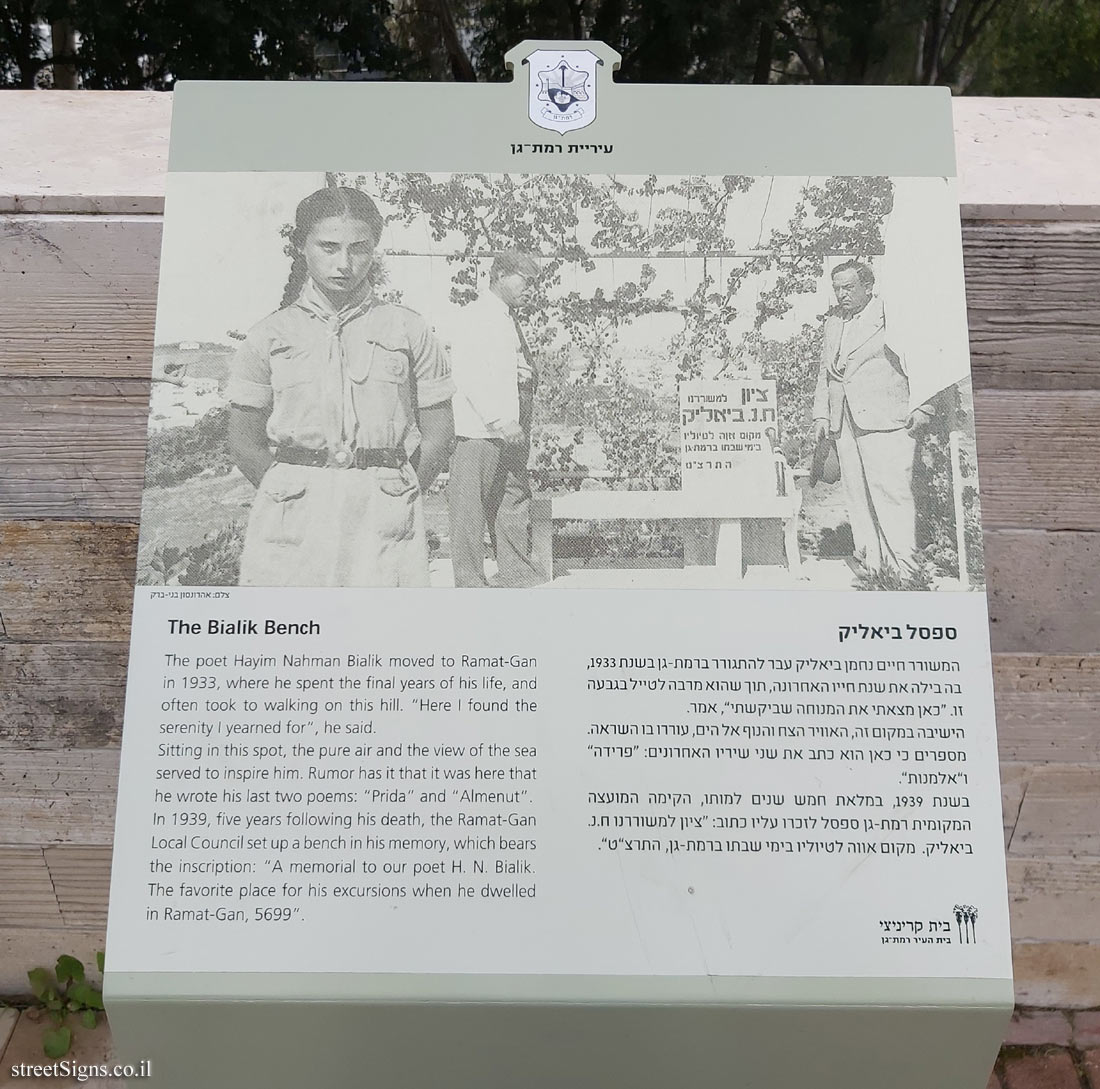 רמת-גן
עיריית רמת-גן
ציון למשוררנו
ח.נ. ביאליק
מקום אווה לטיוליו
בימי שבתו ברמת-גן
התרצ"ט
צלם: אהרונסון בני-ברק
The Bialik Bench
The poet Hayim Nahman Bialik moved to Ramat-Gan
in 1933, where he spent the final years of his life, and
often took to walking on this hill. "Here I found the
serenity I yearned for", he said.
Sitting in this spot, the pure air and the view of the sea
served to inspire him. Rumor has it that it was here that
he wrote his last two poems: "Prida" and "Almenut".
In 1939, five years following his death, the Ramat-Gan
Local Council set up a bench in his memory, which bears
the inscription: "A memorial to our poet H. N. Bialik.
The favorite place for his excursions when he dwelled
in Ramat-Gan, 5699".
ספסל ביאליק
המשורר חיים נחמן ביאליק עבר להתגורר ברמת-גן בשנת 1933,
בה בילה את שנת חייו האחרונה, תוך שהוא מרבה לטייל בגבעה
זו. "כאן מצאתי את המנוחה שביקשתי", אמר.
הישיבה במקום זה, האוויר הצח והנוף אל הים, עוררו בו השראה.
מספרים כי כאן הוא כתב את שני שיריו האחרונים: "פרידה"
ו"אלמנות".
בשנת 1939, במלאת חמש שנים למותו, הקימה המועצה
המקומית רמת-גן ספסל לזכרו עליו כתוב: "ציון למשוררנו ח.נ.
ביאליק. מקום אווה לטיוליו בימי שבתו ברמת-גן, התרצ"ט".
בית קריניצי
בית העיר רמת-גן
streetSigns.co.il